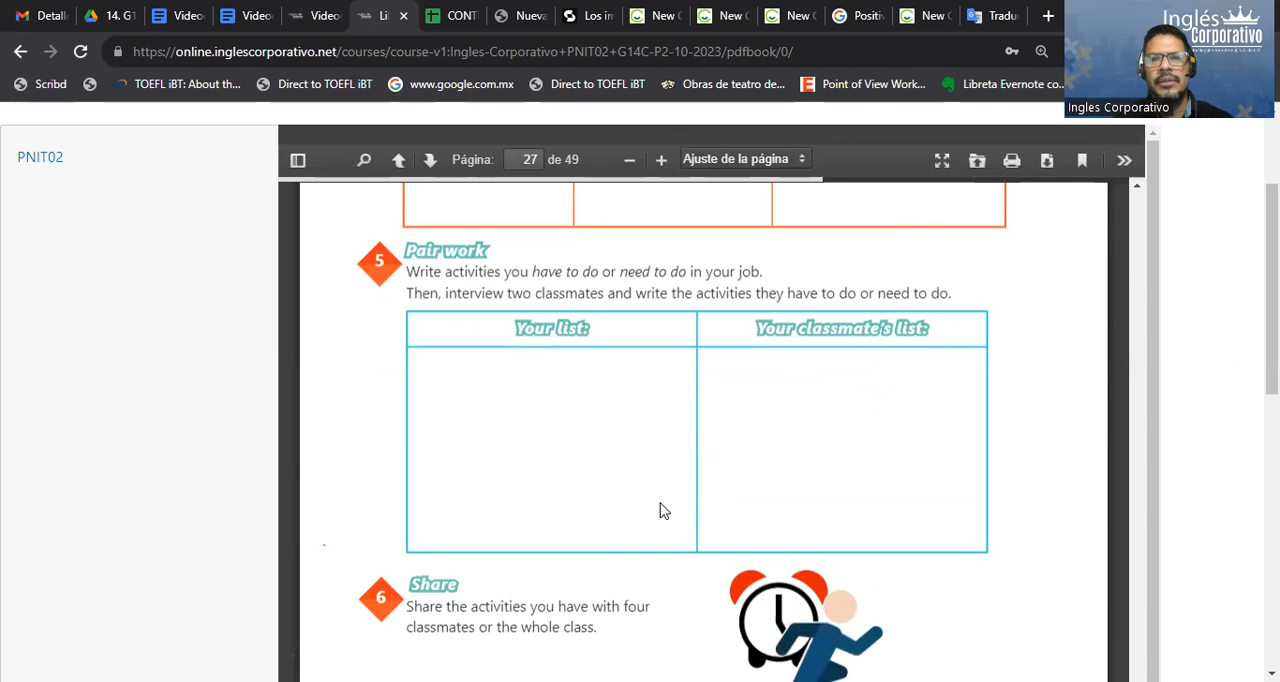 Detall
14. G1
Video
Video
Video
Li
CONT
Nueva
Los im
New C
New C
New C
Positiv
New C
Tradu
https://online.inglescorporativo.net/courses/course-v1:Ingles-Corporativo+PNIT02+G14C-P2-10-2023/pdfbook/0/
Scribd
TOEFL iBT: About th...
Direct to TOEFL iBT
www.google.com.mx
Direct to TOEFL iBT
Obras de teatro de...
Point of View Work...
Libreta Evernote co...
Inglés
Corporativo
Ingles Corporativo
PNIT02
Página: 27 de 49
Ajuste de la página
5 Pair work
Write activities you have to do or need to do in your job.
Then, interview two classmates and write the activities they have to do or need to do.
Your list: Your classmate's list:
6 Share
Share the activities you have with four
classmates or the whole class.